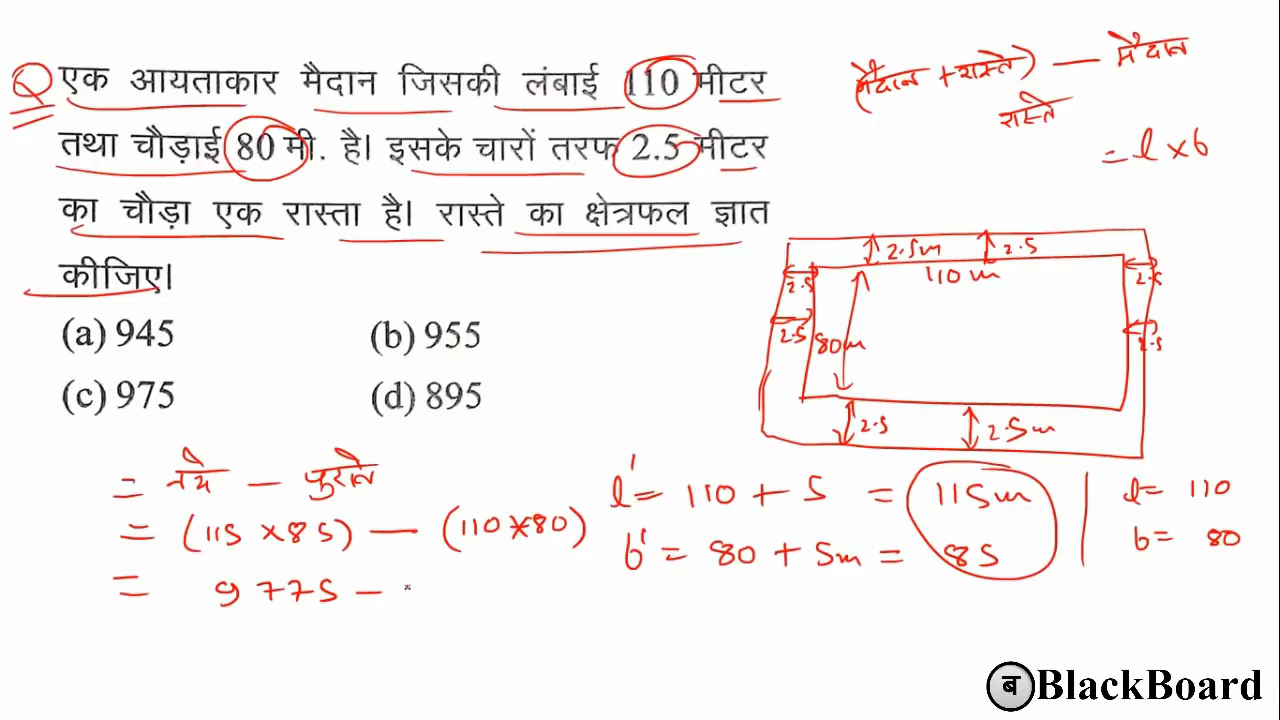 Q एक आयताकार मैदान जिसकी लंबाई 110 मीटर
तथा चौड़ाई 80 मी. है। इसके चारों तरफ 2.5 मीटर
का चौड़ा एक रास्ता है। रास्ते का क्षेत्रफल ज्ञात
कीजिए।
(a) 945 (b) 955
(c) 975 (d) 895
(मैदान + रास्ते) — मैदान
रास्ते
= l × b
2.5m 2.5
110 m
2.5 2.5
2.5 2.5
80m
2.5 2.5m
= नये — पुराने
= (115 × 85) — (110 × 80)
= 9775 —
l' = 110 + 5 = 115m
b' = 80 + 5m = 85
l = 110
b = 80
ब BlackBoard